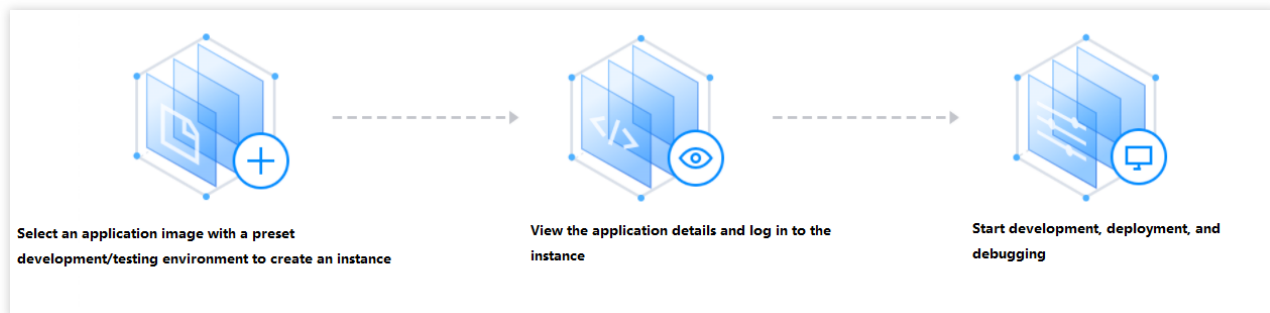 Select an application image with a preset
development/testing environment to create an instance
View the application details and log in to the
instance
Start development, deployment, and
debugging